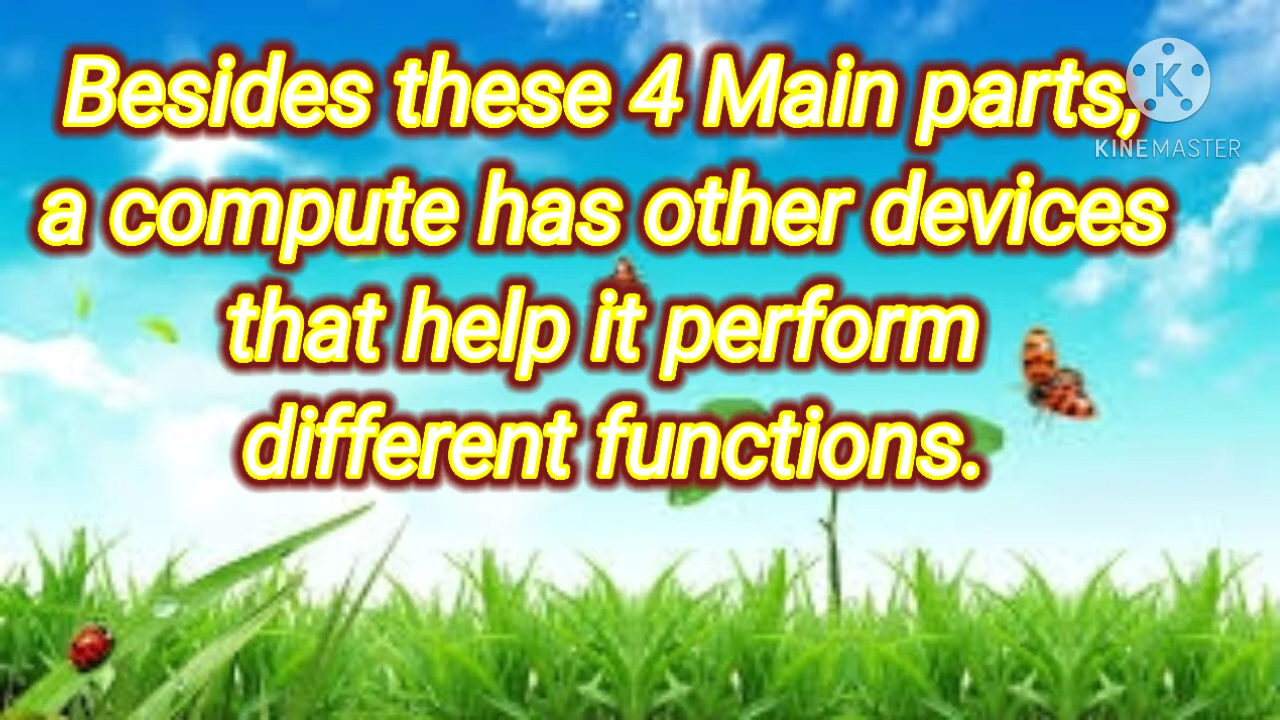 Besides these 4 Main parts,
a compute has other devices
that help it perform
different functions.
K
KINEMASTER